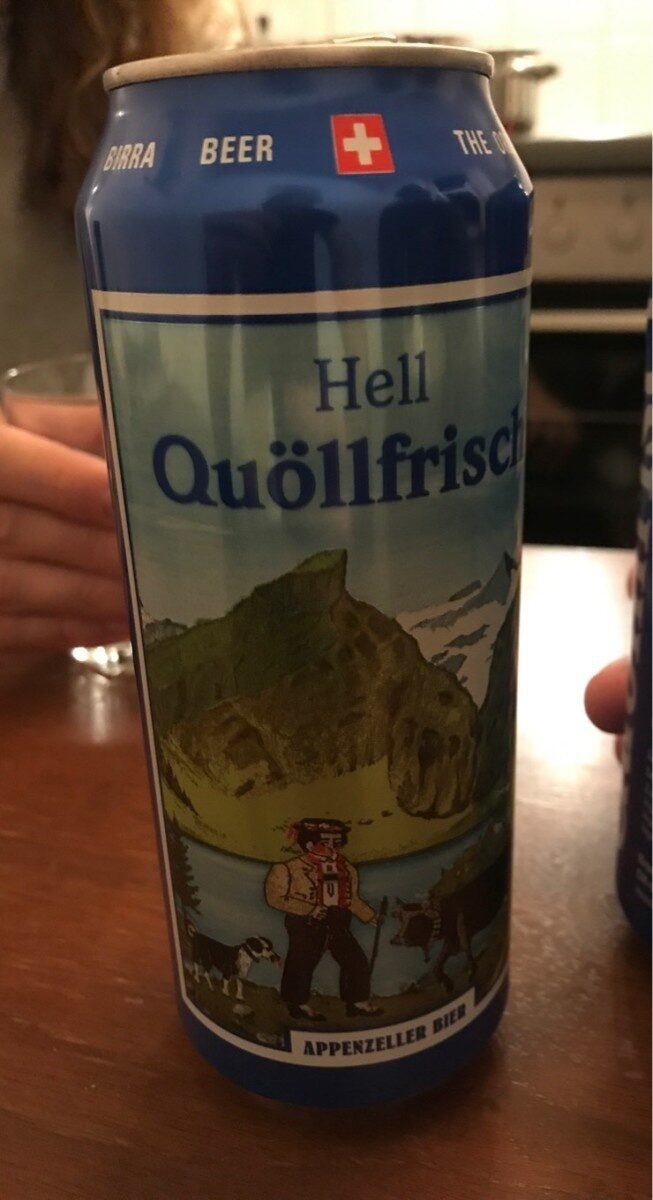 BIRRA BEER THE
Hell
Quöllfrisch
APPENZELLER BIER